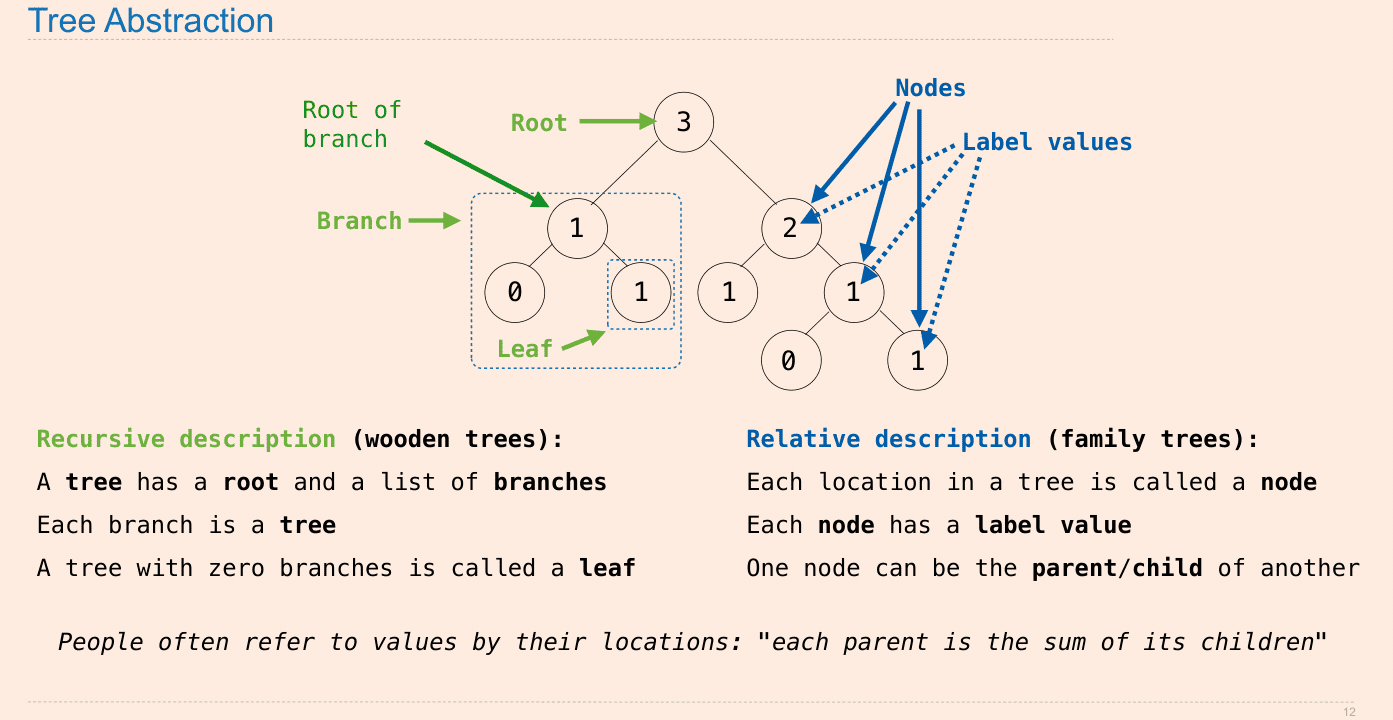 Tree Abstraction
Nodes
Root of
branch
Root
3
Label values
Branch
1
2
0
1
1
1
Leaf
0
1
Recursive description (wooden trees):
A tree has a root and a list of branches
Each branch is a tree
A tree with zero branches is called a leaf
Relative description (family trees):
Each location in a tree is called a node
Each node has a label value
One node can be the parent/child of another
People often refer to values by their locations: "each parent is the sum of its children"
12